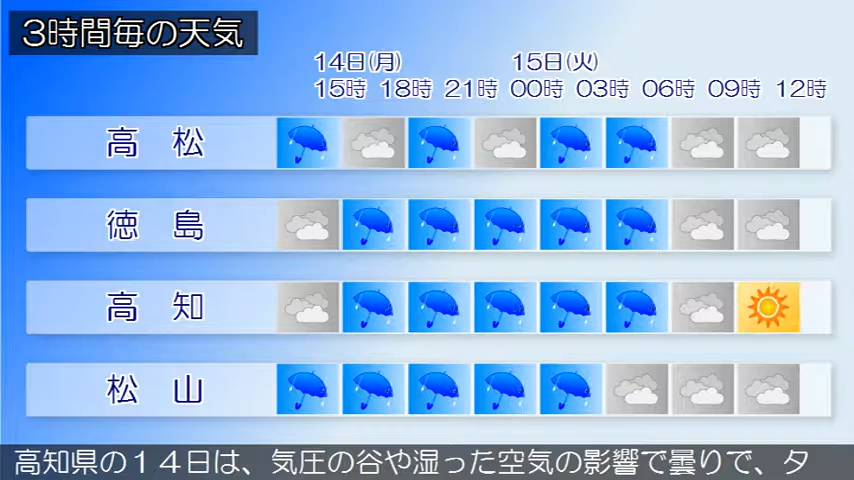 3時間毎の天気
14日(月) 15日(火)
15時 18時 21時 00時 03時 06時 09時 12時
高松
徳島
高知
松山
高知県の14日は、気圧の谷や湿った空気の影響で曇りで、夕